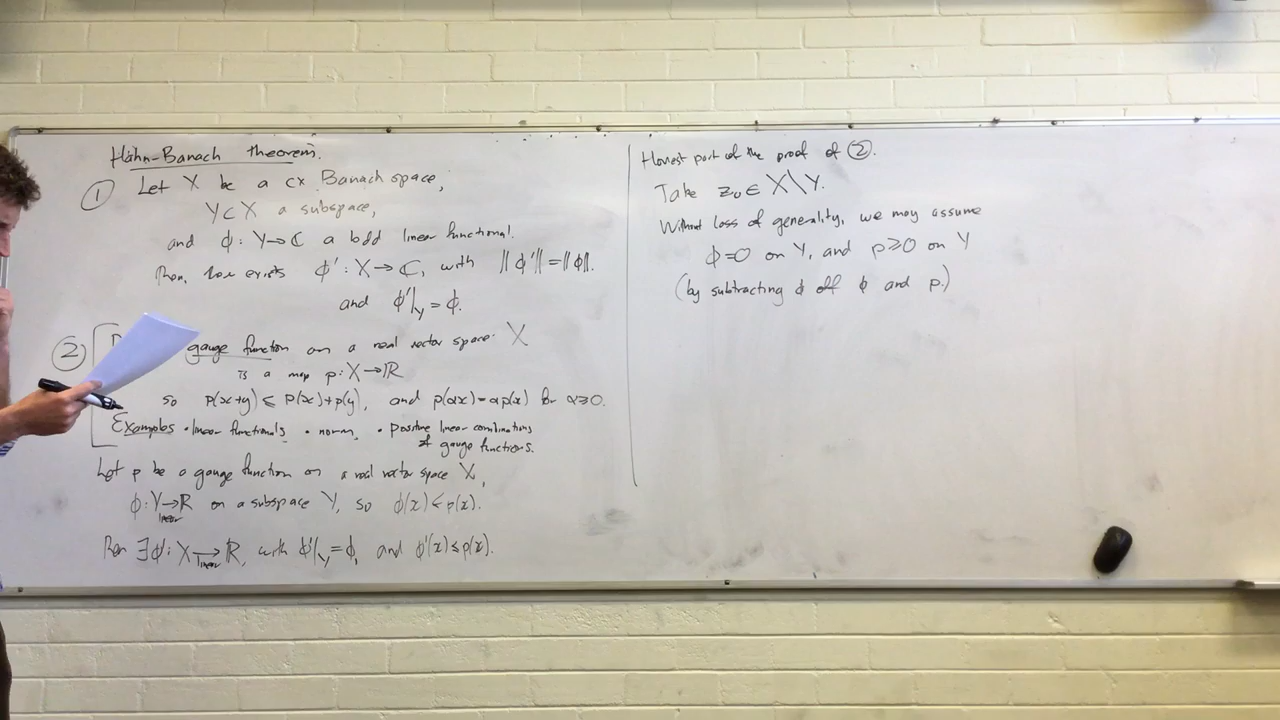 Hahn-Banach theorem.
① Let X be a cx Banach space,
Y⊂X a subspace,
and ϕ: Y→ℂ a bdd linear functional.
Then, there exists ϕ': X→ℂ, with ‖ϕ'‖=‖ϕ‖.
and ϕ'|_Y = ϕ.
② gauge function on a real vector space X
is a map p: X→ℝ
so p(x+y) ≤ p(x)+p(y), and p(αx)=αp(x) for α≥0.
Examples • linear functionals • norm • positive linear combinations
of gauge functions.
Let p be a gauge function on a real vector space X,
ϕ: Y→ℝ on a subspace Y, so ϕ(x)≤p(x).
linear
Then ∃ϕ': X→ℝ, with ϕ'|_Y=ϕ, and ϕ'(x)≤p(x).
linear
Honest part of the proof of ②.
Take z₀ ∈ X\Y.
Without loss of generality, we may assume
ϕ=0 on Y, and p≥0 on Y
(by subtracting ϕ off ϕ and p.)